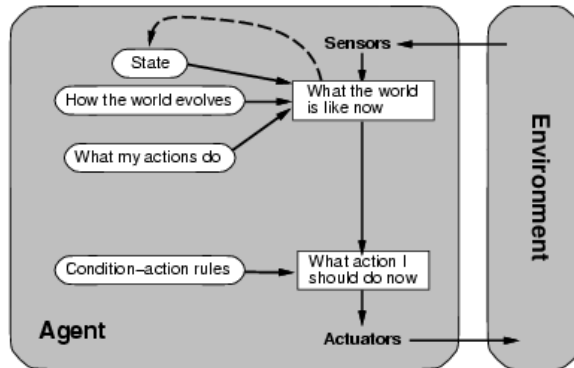 Sensors
State
How the world evolves
What the world
is like now
What my actions do
Condition–action rules
What action I
should do now
Agent
Actuators
Environment